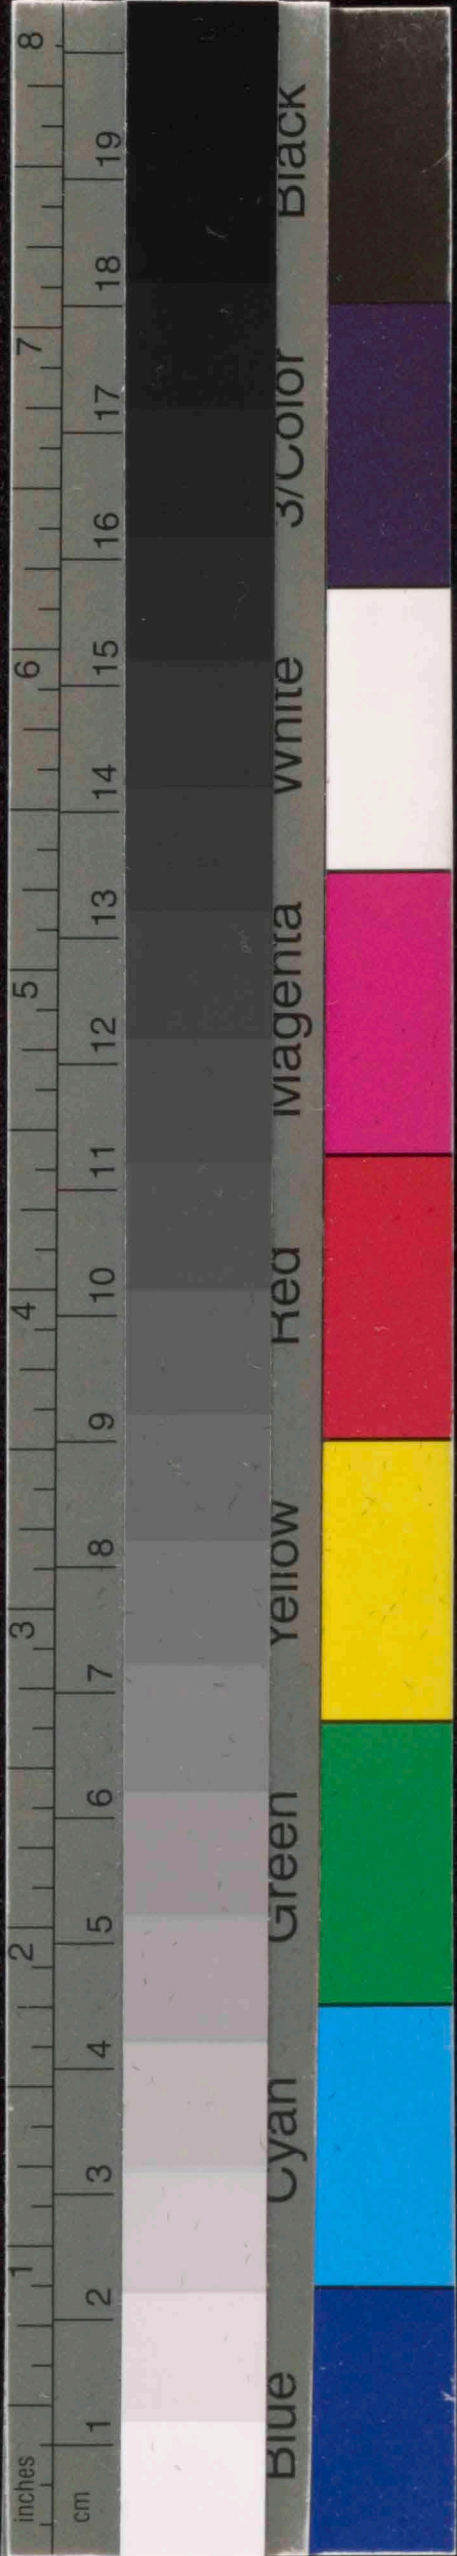 inches 1 2 3 4 5 6 7 8
cm 1 2 3 4 5 6 7 8 9 10 11 12 13 14 15 16 17 18 19
Blue Cyan Green Yellow Red Magenta White 3/Color Black